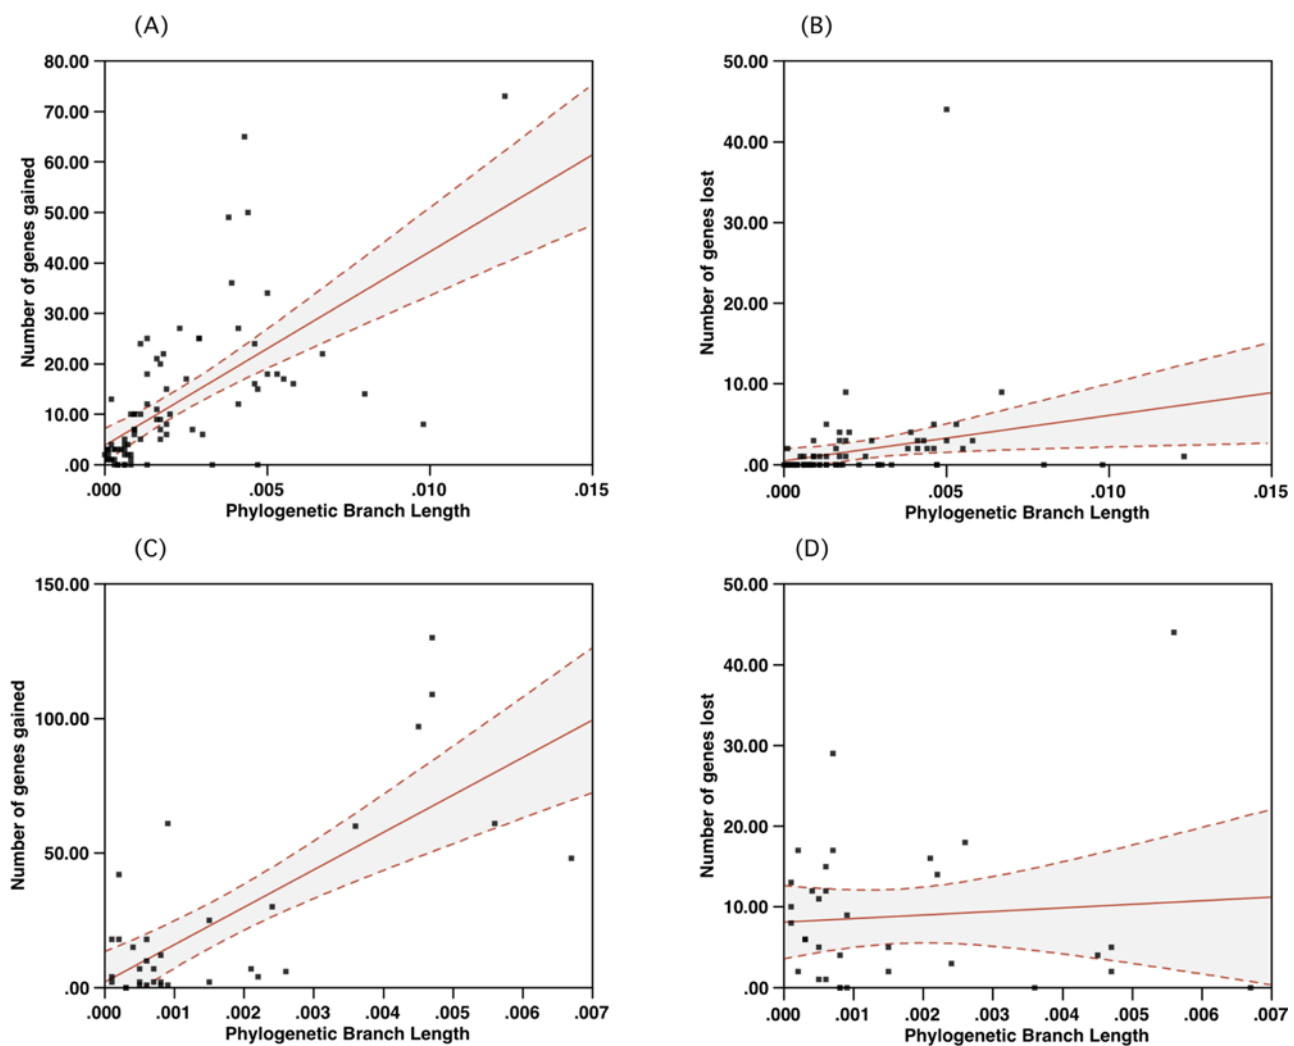 (A)
80.00
70.00
60.00
50.00
40.00
30.00
20.00
10.00
.00
Number of genes gained
.000 .005 .010 .015
Phylogenetic Branch Length
(B)
50.00
40.00
30.00
20.00
10.00
.00
Number of genes lost
.000 .005 .010 .015
Phylogenetic Branch Length
(C)
150.00
100.00
50.00
.00
Number of genes gained
.000 .001 .002 .003 .004 .005 .006 .007
Phylogenetic Branch Length
(D)
50.00
40.00
30.00
20.00
10.00
.00
Number of genes lost
.000 .001 .002 .003 .004 .005 .006 .007
Phylogenetic Branch Length